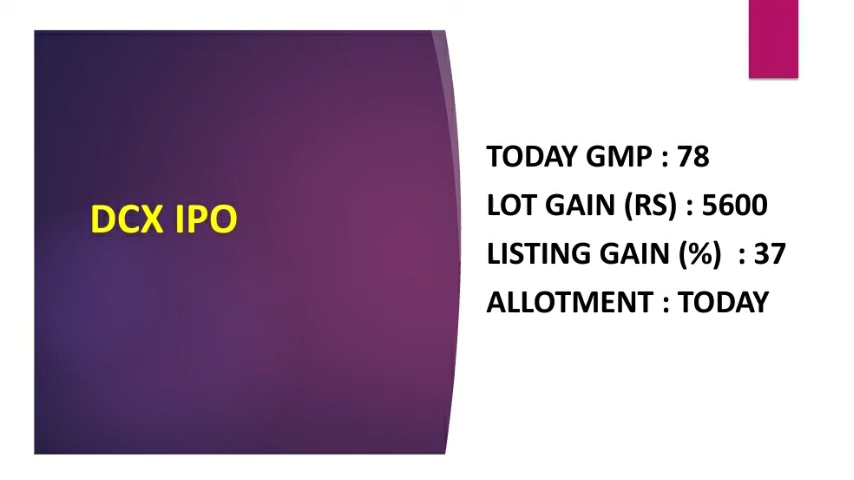 DCX IPO
TODAY GMP : 78
LOT GAIN (RS) : 5600
LISTING GAIN (%)  : 37
ALLOTMENT : TODAY